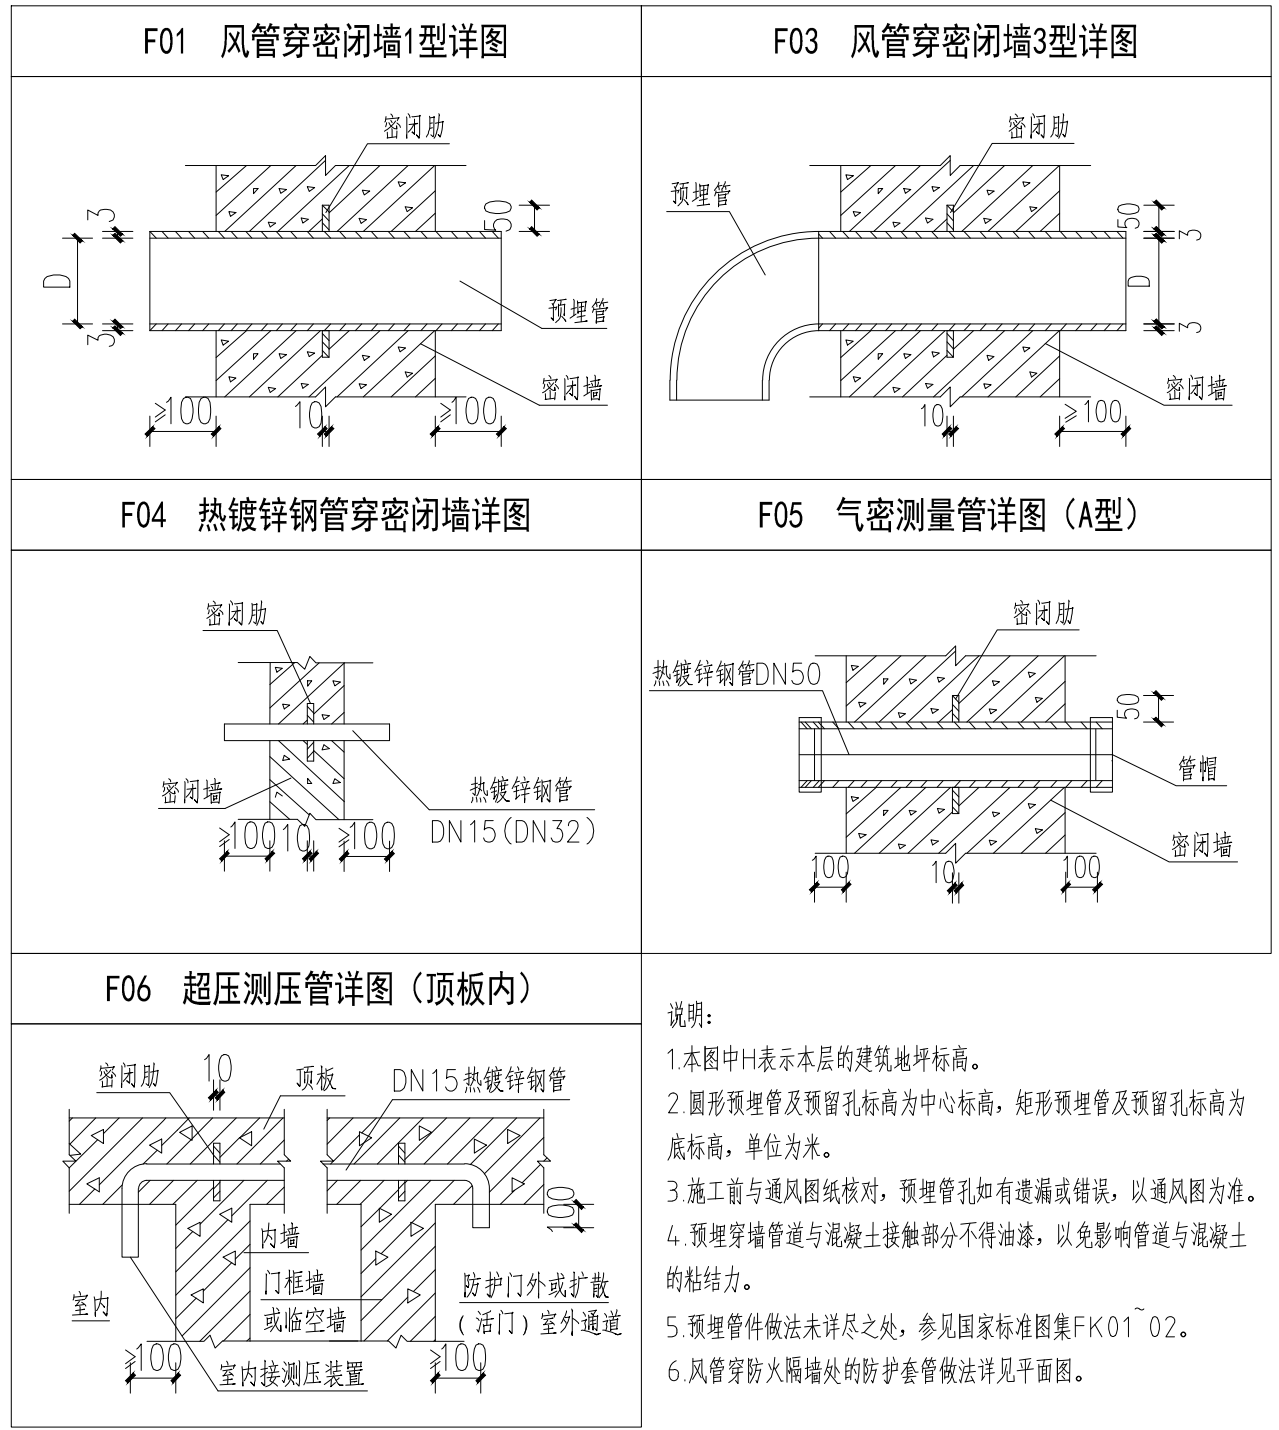 F01 风管穿密闭墙1型详图
密闭肋
3
50
D
预埋管
3
密闭墙
≥100
10
≥100
F03 风管穿密闭墙3型详图
密闭肋
预埋管
50
3
D
3
密闭墙
10
≥100
F04 热镀锌钢管穿密闭墙详图
密闭肋
密闭墙
热镀锌钢管
DN15(DN32)
≥100
10
≥100
F05 气密测量管详图（A型）
密闭肋
热镀锌钢管DN50
50
管帽
密闭墙
100
10
100
F06 超压测压管详图（顶板内）
密闭肋
10
顶板
DN15热镀锌钢管
100
内墙
门框墙
或临空墙
防护门外或扩散
(活门)室外通道
室内
≥100
室内接测压装置
≥100
说明:
1.本图中H表示本层的建筑地坪标高。
2.圆形预埋管及预留孔标高为中心标高，矩形预埋管及预留孔标高为
底标高，单位为米。
3.施工前与通风图纸核对，预埋管孔如有遗漏或错误，以通风图为准。
4.预埋穿墙管道与混凝土接触部分不得油漆，以免影响管道与混凝土
的粘结力。
5.预埋管件做法未详尽之处，参见国家标准图集FK01~02。
6.风管穿防火隔墙处的防护套管做法详见平面图。